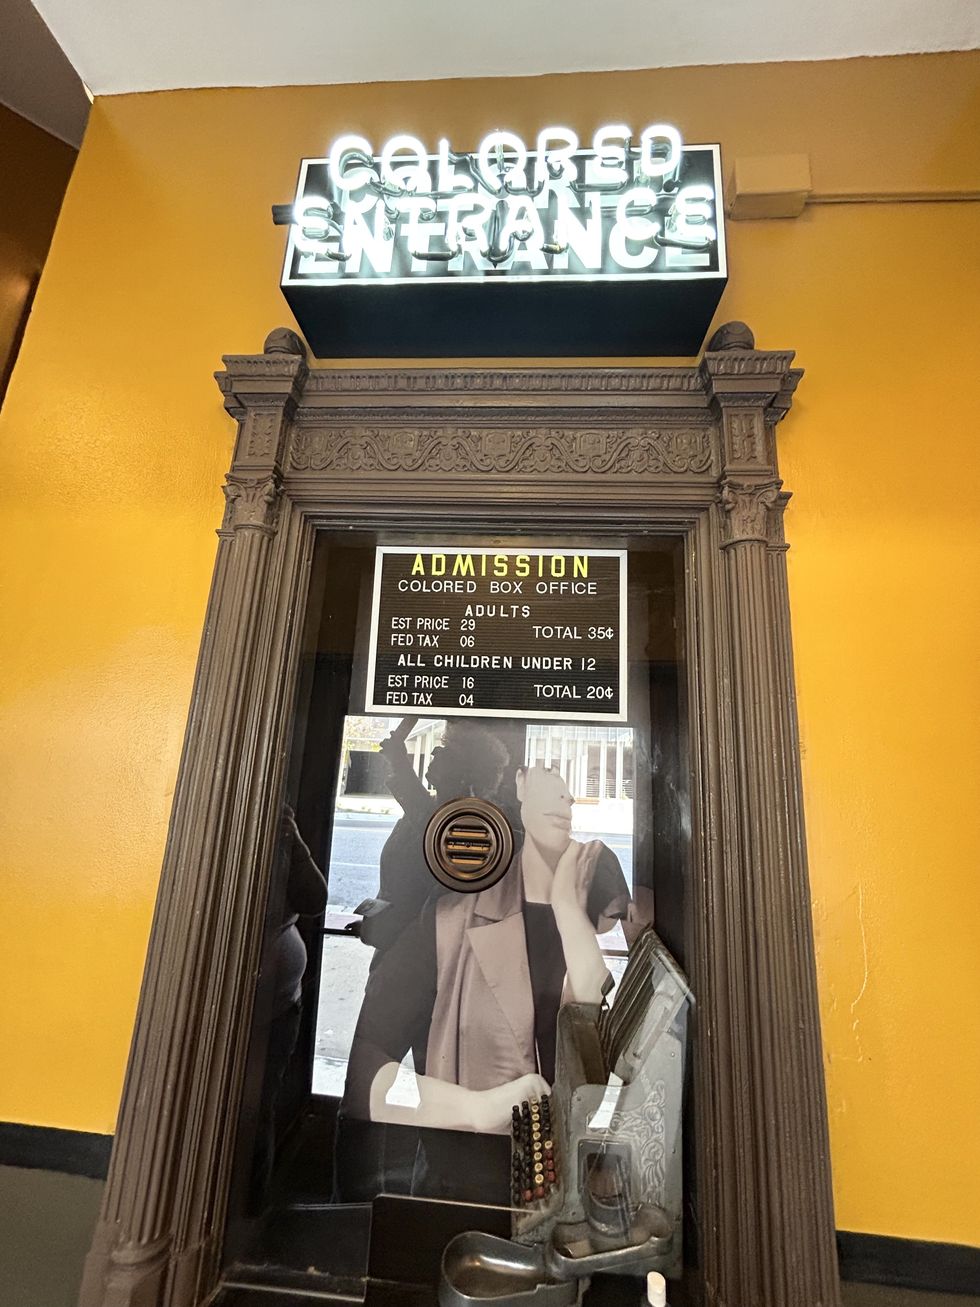 COLORED
ENTRANCE
ADMISSION
COLORED BOX OFFICE
ADULTS
EST PRICE 29
TOTAL 35¢
FED TAX 06
ALL CHILDREN UNDER 12
EST PRICE 16
TOTAL 20¢
FED TAX 04